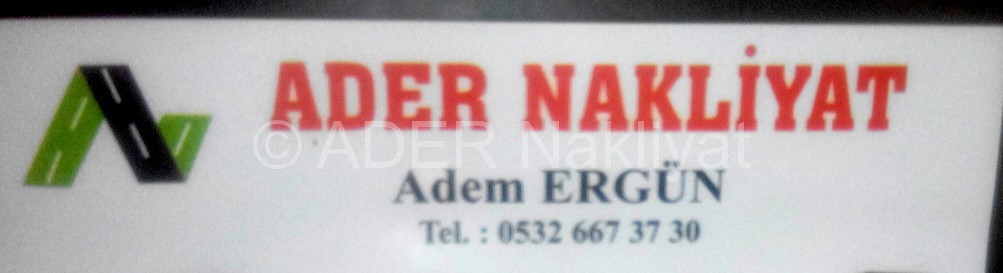 ADER NAKLİYAT
© ADER Nakliyat
Adem ERGÜN
Tel. : 0532 667 37 30